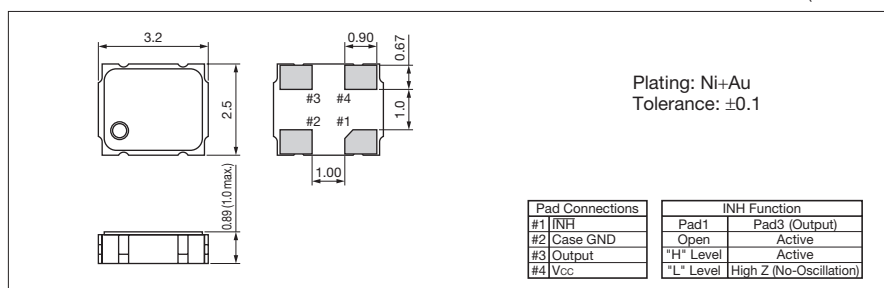 3.2
0.90
0.67
2.5
#3 #4
1.0
#2 #1
1.00
0.89 (1.0 max.)
Plating: Ni+Au
Tolerance: ±0.1
Pad Connections
#1 I̅N̅H̅
#2 Case GND
#3 Output
#4 Vcc
INH Function
Pad1 Pad3 (Output)
Open Active
"H" Level Active
"L" Level High Z (No-Oscillation)